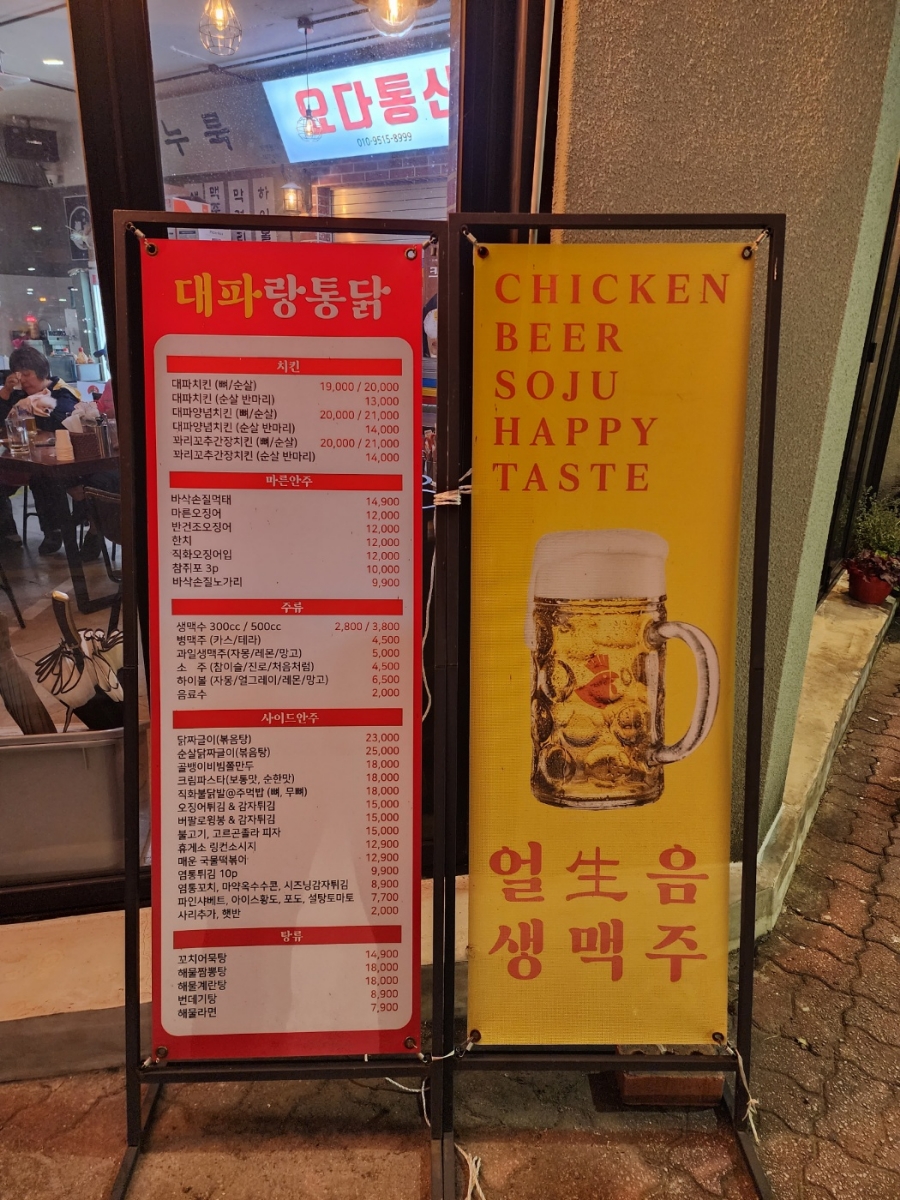 누룩
요다통신
010-9515-8999
대파랑통닭
치킨
대파치킨 (뼈/순살) 19,000 / 20,000
대파치킨 (순살 반마리) 13,000
대파양념치킨 (뼈/순살) 20,000 / 21,000
대파양념치킨 (순살 반마리) 14,000
꽈리꼬추간장치킨 (뼈/순살) 20,000 / 21,000
꽈리꼬추간장치킨 (순살 반마리) 14,000
마른안주
바삭손질먹태 14,900
마른오징어 12,000
반건조오징어 12,000
한치 12,000
직화오징어입 12,000
참쥐포 3p 10,000
바삭손질노가리 9,900
주류
생맥주 300cc / 500cc 2,800 / 3,800
병맥주 (카스/테라) 4,500
과일생맥주(자몽/레몬/망고) 5,000
소 주 (참이슬/진로/처음처럼) 4,500
하이볼 (자몽/얼그레이/레몬/망고) 6,500
음료수 2,000
사이드안주
닭짜글이(볶음탕) 23,000
순살닭짜글이(볶음탕) 25,000
골뱅이비빔쫄만두 18,000
크림파스타(보통맛, 순한맛) 18,000
직화불닭발@주먹밥 (뼈, 무뼈) 18,000
오징어튀김 & 감자튀김 15,000
버팔로윙봉 & 감자튀김 15,000
불고기, 고르곤졸라 피자 15,000
휴게소 링컨소시지 12,900
매운 국물떡볶이 12,900
염통튀김 10p 9,900
염통꼬치, 마약옥수수콘, 시즈닝감자튀김 8,900
파인샤베트, 아이스황도, 포도, 설탕토마토 7,700
사리추가, 햇반 2,000
탕류
꼬치어묵탕 14,900
해물짬뽕탕 18,000
해물계란탕 18,000
번데기탕 8,900
해물라면 7,900
CHICKEN
BEER
SOJU
HAPPY
TASTE
얼生음
생맥주